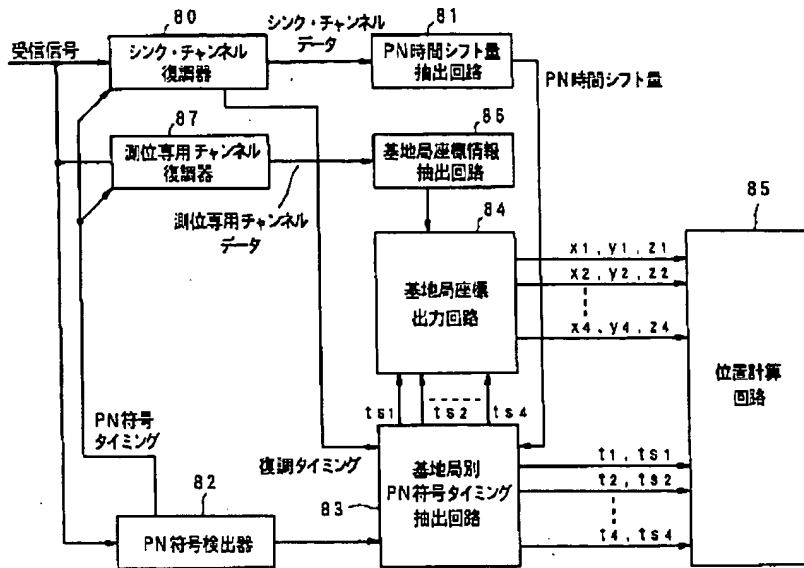 80
シンク・チャンネル
データ
81
受信信号
シンク・チャンネル
復調器
PN時間シフト量
抽出回路
PN時間シフト量
87
測位専用チャンネル
復調器
86
基地局座標情報
抽出回路
測位専用チャンネル
データ
84
85
基地局座標
出力回路
x1, y1, z1
x2, y2, z2
x4, y4, z4
位置計算
回路
ts1
ts2
ts4
PN符号
タイミング
復調タイミング
83
基地局別
PN符号タイミング
抽出回路
t1, ts1
t2, ts2
t4, ts4
82
PN符号検出器